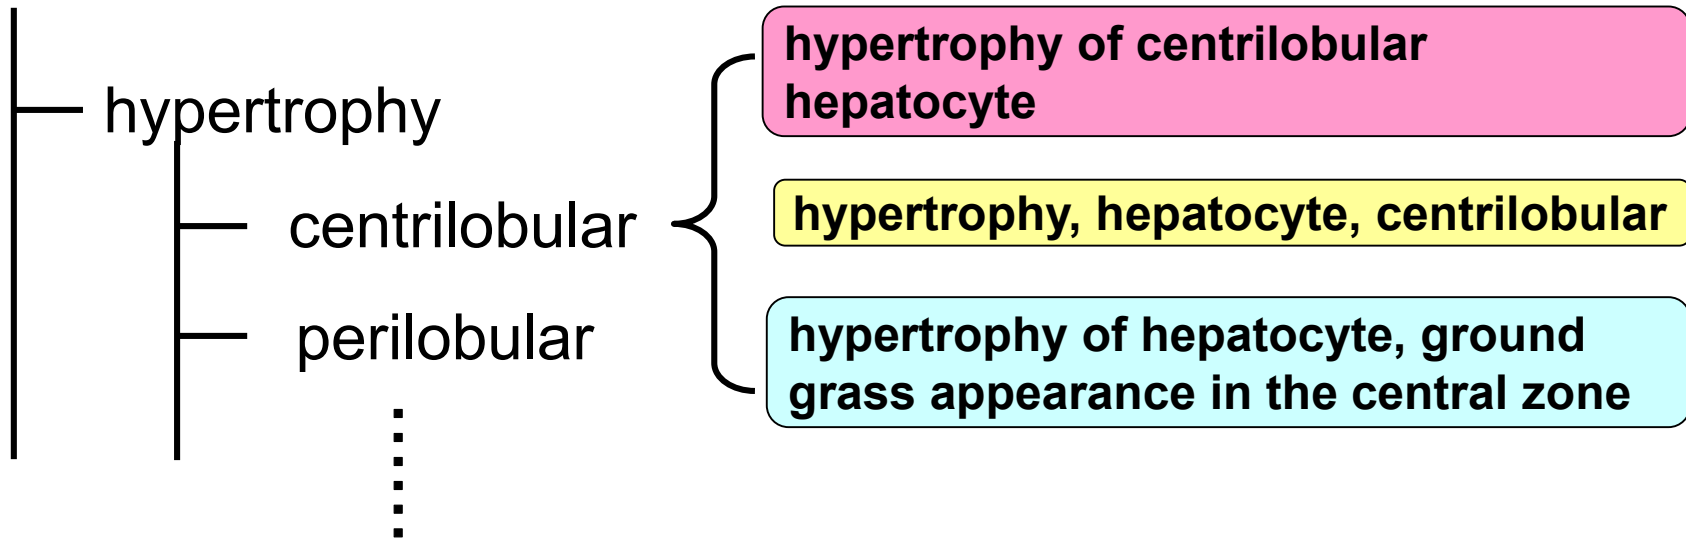 hypertrophy
centrilobular
perilobular
hypertrophy of centrilobular
hepatocyte
hypertrophy, hepatocyte, centrilobular
hypertrophy of hepatocyte, ground
grass appearance in the central zone